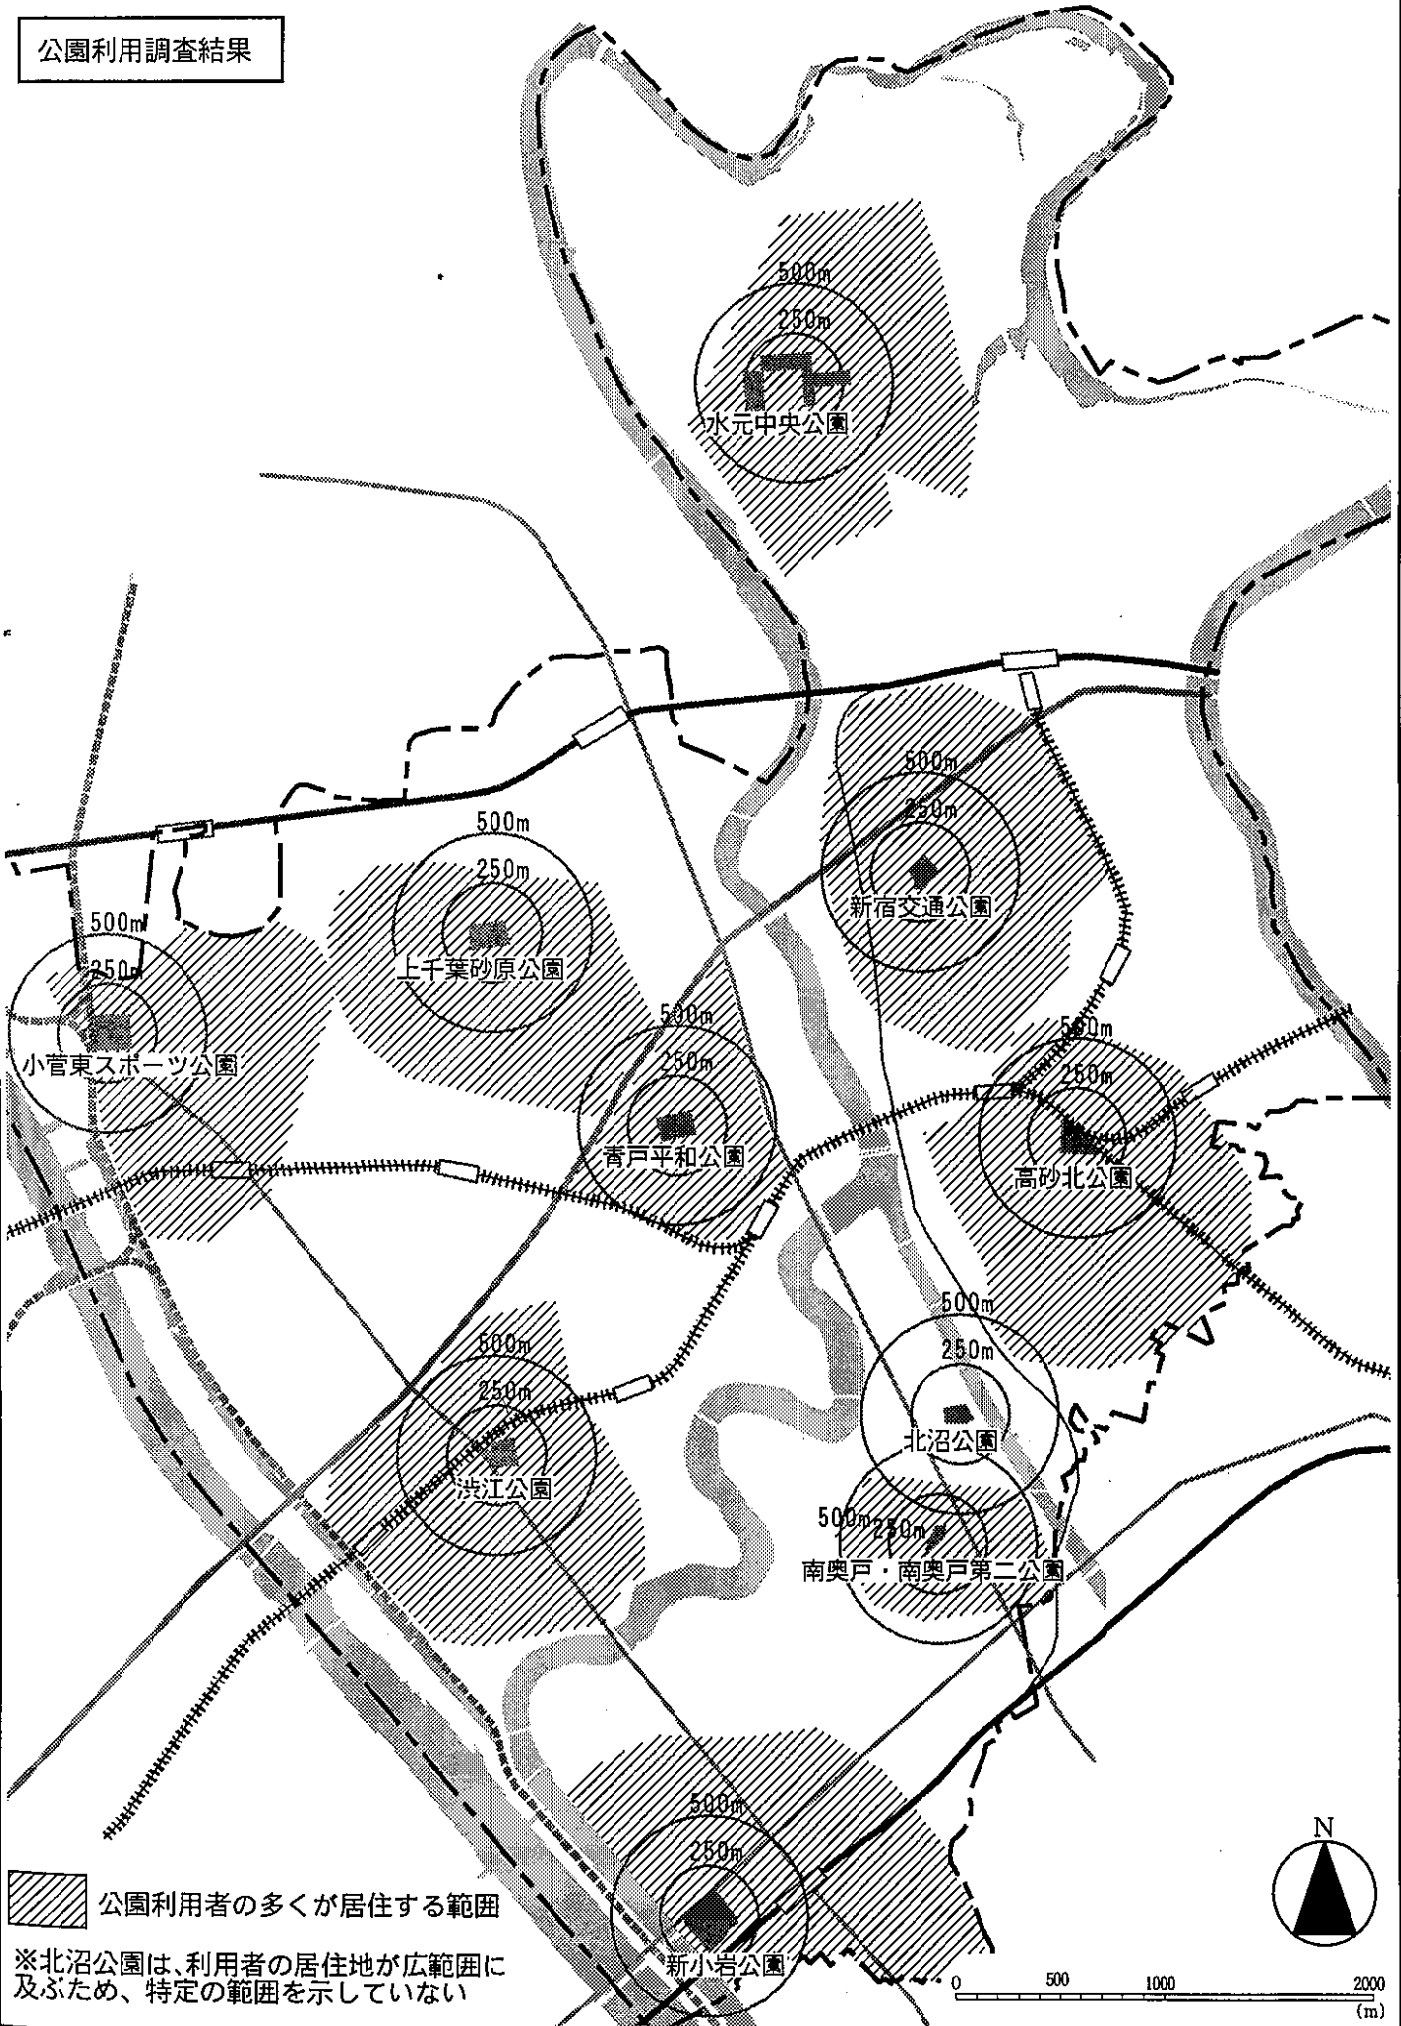 公園利用調査結果
500m
250m
水元中央公園
500m
250m
新宿交通公園
500m
250m
上千葉砂原公園
500m
250m
小菅東スポーツ公園
500m
250m
青戸平和公園
500m
250m
高砂北公園
500m
250m
北沼公園
500m
250m
渋江公園
500m 250m
南奥戸・南奥戸第二公園
500m
250m
新小岩公園
N
公園利用者の多くが居住する範囲
※北沼公園は、利用者の居住地が広範囲に
及ぶため、特定の範囲を示していない
0 500 1000 2000
(m)